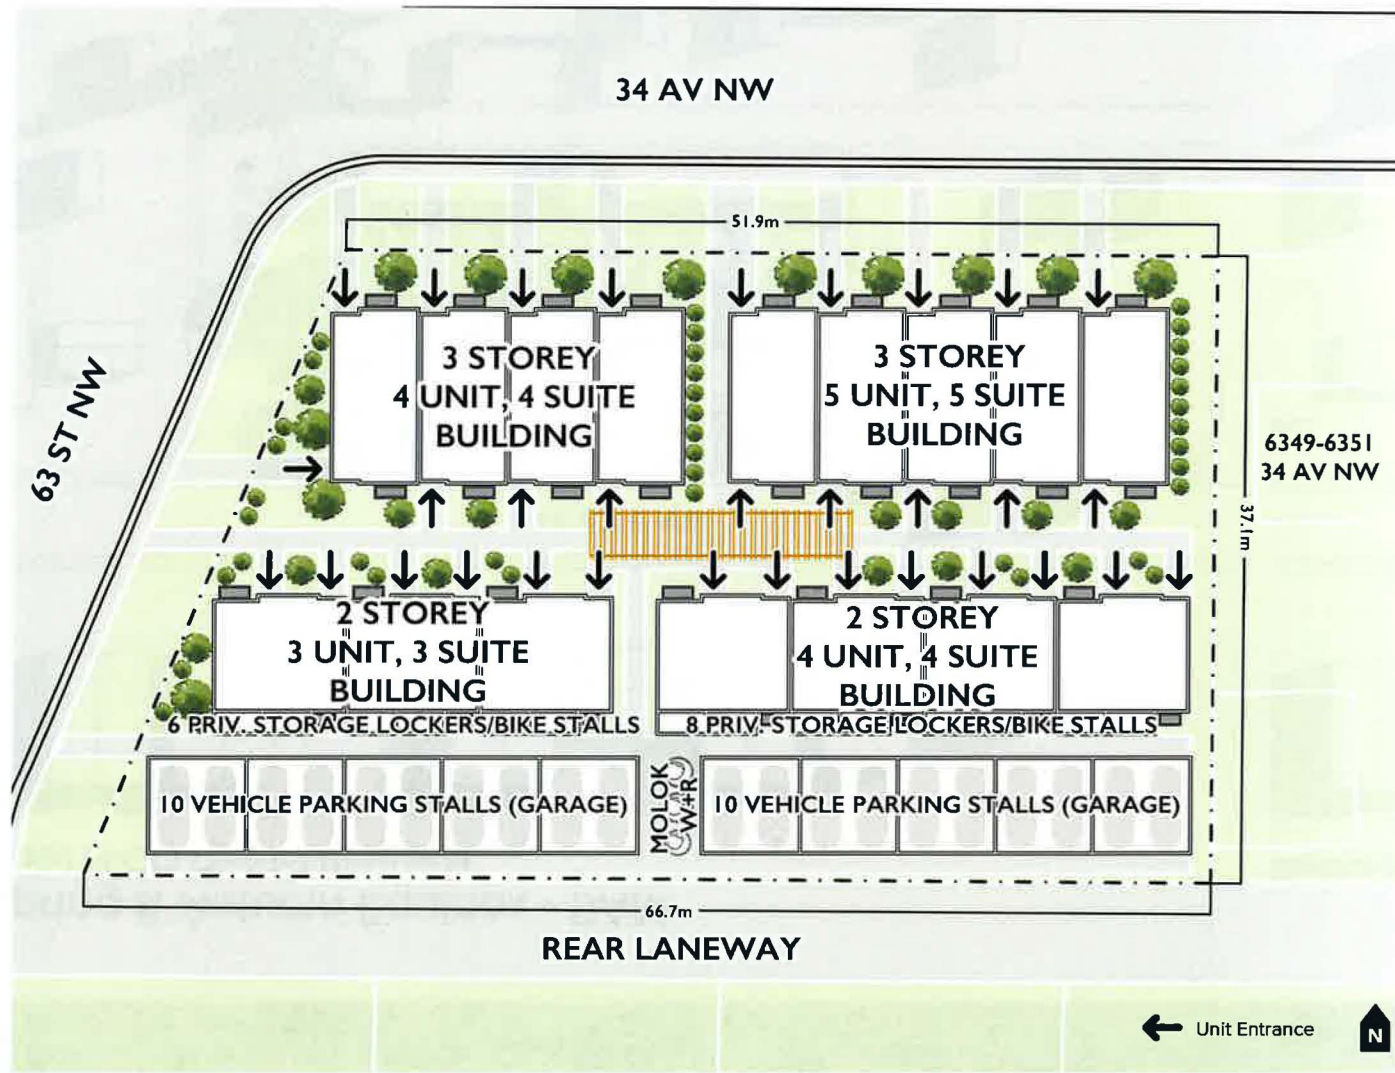 34 AV NW
51.9m
63 ST NW
3 STOREY
4 UNIT, 4 SUITE
BUILDING
3 STOREY
5 UNIT, 5 SUITE
BUILDING
6349-6351
34 AV NW
37.1m
2 STOREY
3 UNIT, 3 SUITE
BUILDING
2 STOREY
4 UNIT, 4 SUITE
BUILDING
6 PRIV. STORAGE LOCKERS/BIKE STALLS
8 PRIV. STORAGE LOCKERS/BIKE STALLS
10 VEHICLE PARKING STALLS (GARAGE)
MOLOK
W+R
10 VEHICLE PARKING STALLS (GARAGE)
66.7m
REAR LANEWAY
Unit Entrance
N